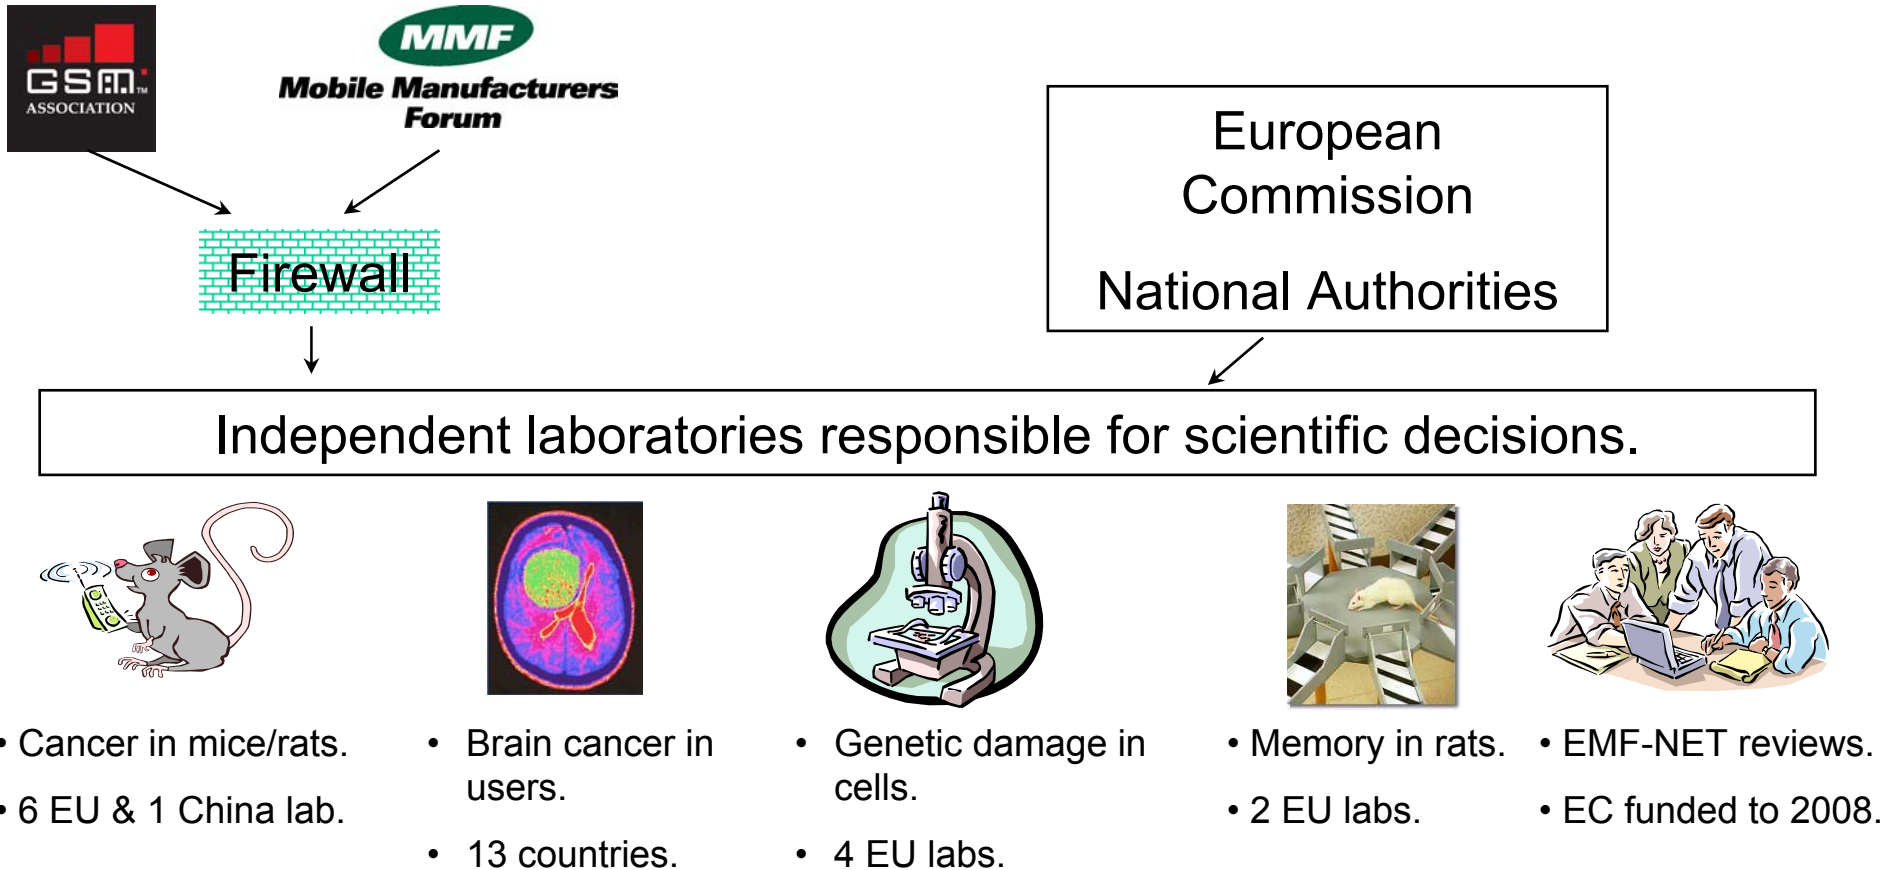 GSM™
ASSOCIATION
MMF
Mobile Manufacturers
Forum
European
Commission
National Authorities
Firewall
Independent laboratories responsible for scientific decisions.
• Cancer in mice/rats.
• 6 EU & 1 China lab.
• Brain cancer in
users.
• 13 countries.
• Genetic damage in
cells.
• 4 EU labs.
• Memory in rats.
• 2 EU labs.
• EMF-NET reviews.
• EC funded to 2008.